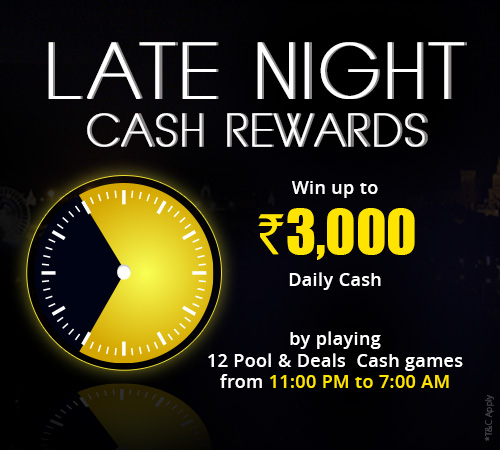 LATE NIGHT
CASH REWARDS
Win up to
₹3,000
Daily Cash
by playing
12 Pool & Deals Cash games
from 11:00 PM to 7:00 AM
*T&C Apply